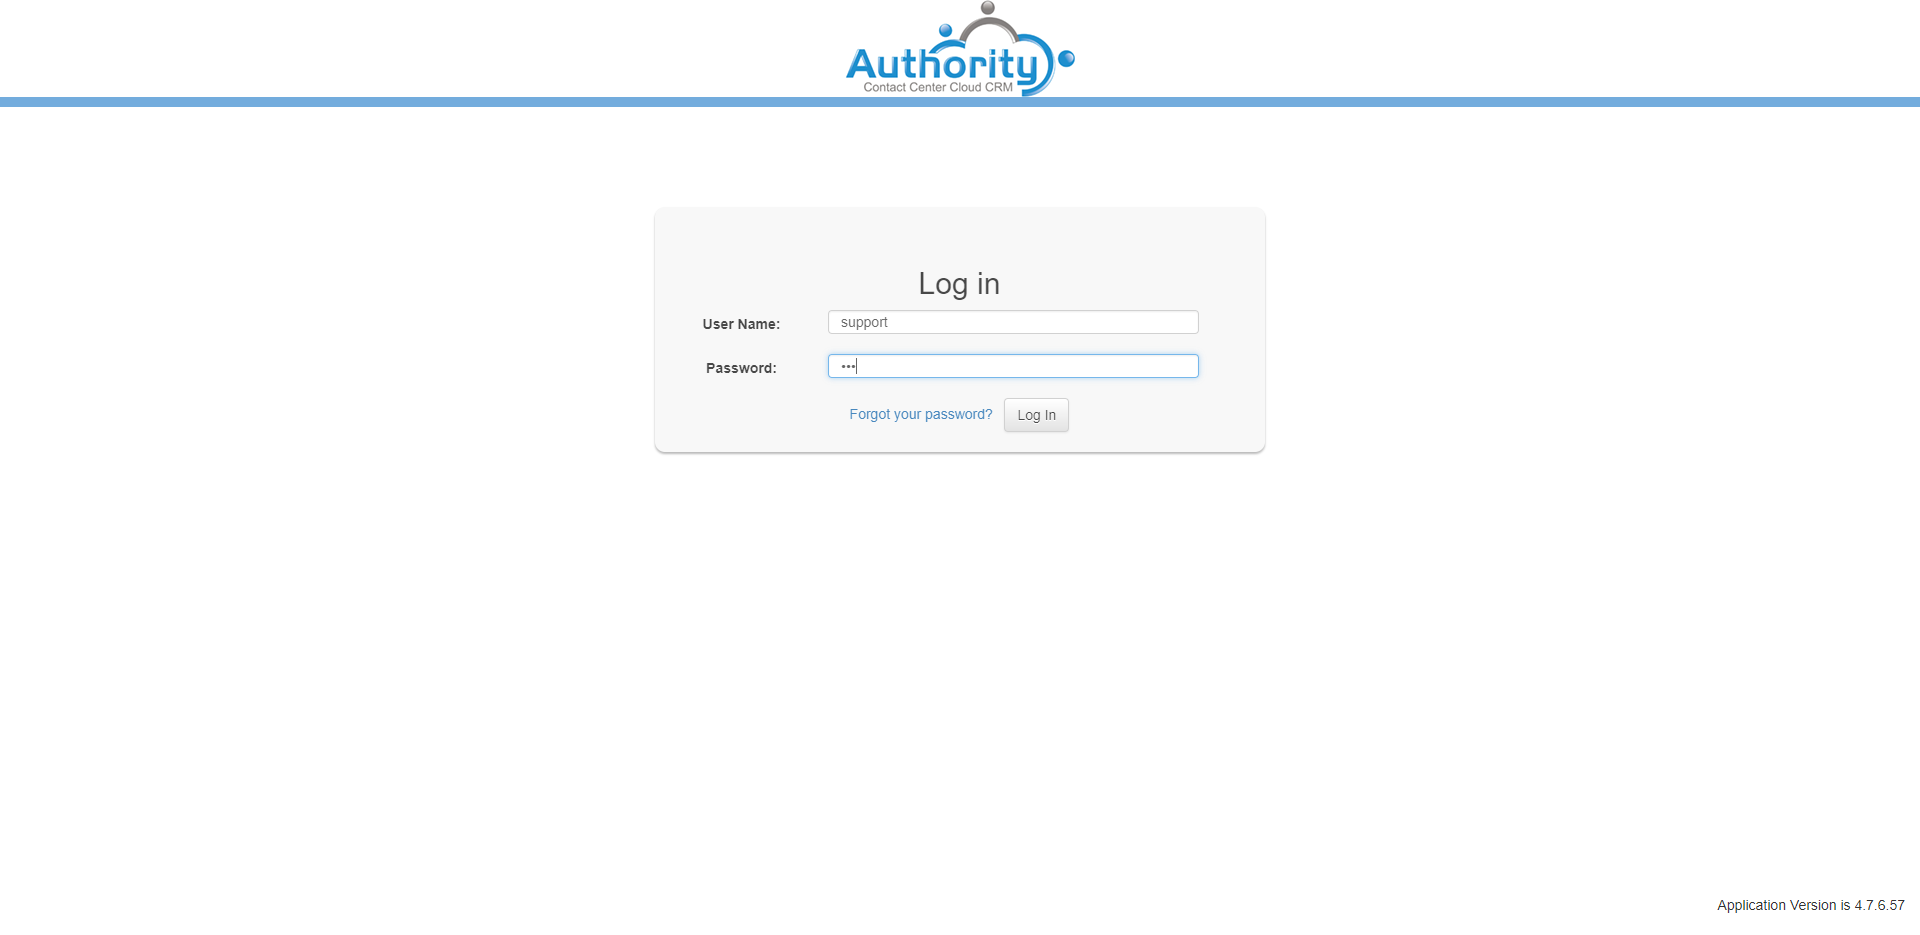 Authority
Contact Center Cloud CRM
Log in
User Name: support
Password: •••
Forgot your password? Log In
Application Version is 4.7.6.57